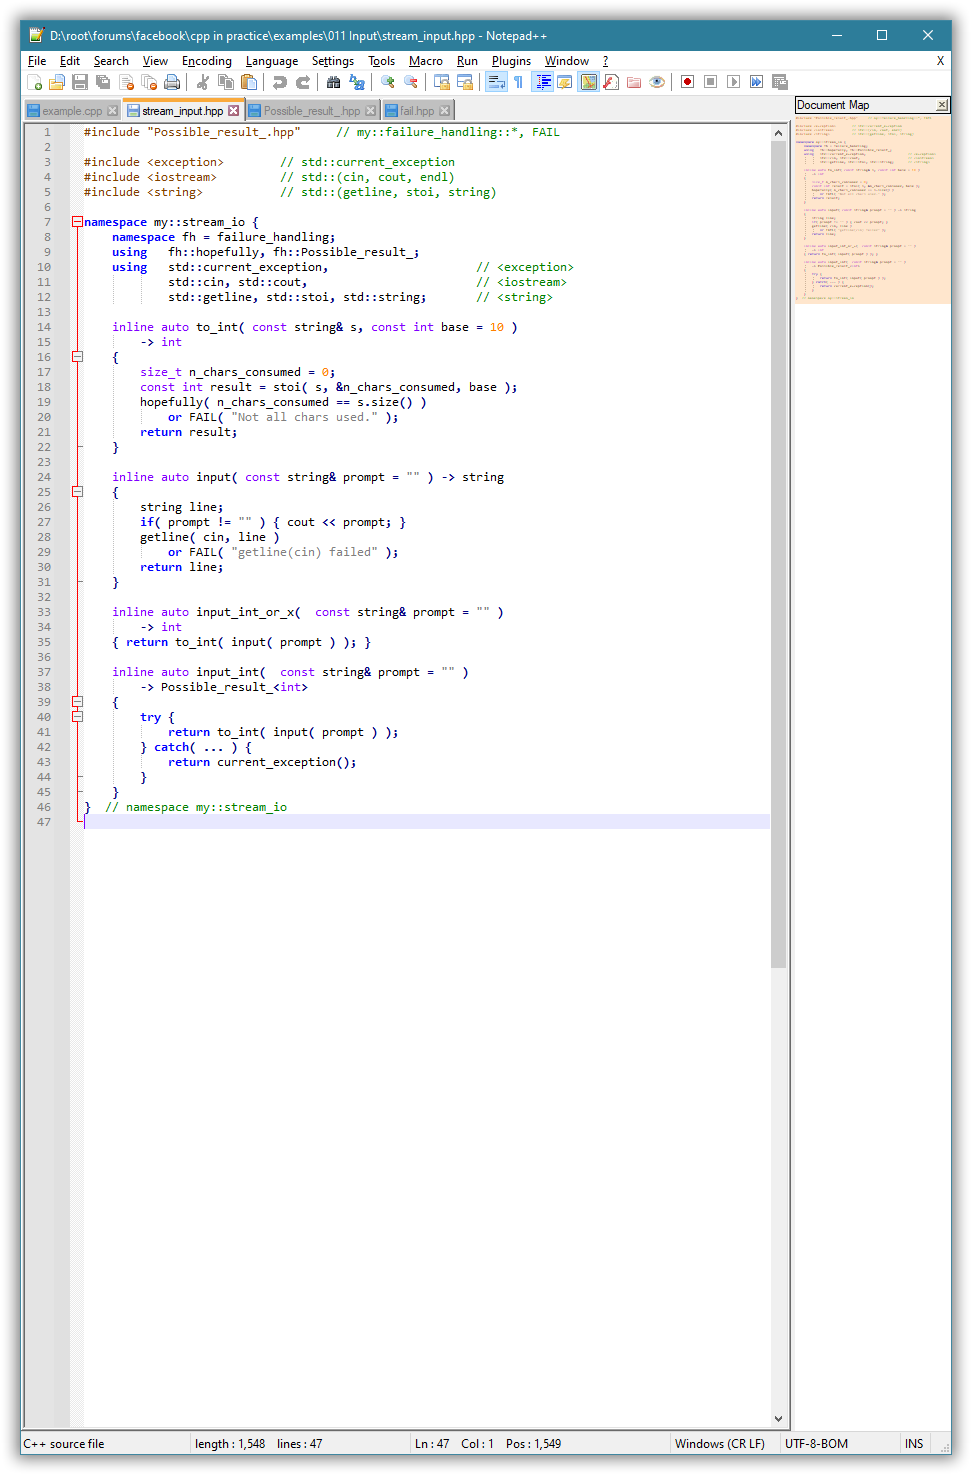 D:\root\forums\facebook\cpp in practice\examples\011 Input\stream_input.hpp - Notepad++
File Edit Search View Encoding Language Settings Tools Macro Run Plugins Window ? X
example.cpp stream_input.hpp Possible_result_.hpp fail.hpp
Document Map
1 #include "Possible_result_.hpp"     // my::failure_handling::*, FAIL
2
3 #include <exception>        // std::current_exception
4 #include <iostream>         // std::(cin, cout, endl)
5 #include <string>           // std::(getline, stoi, string)
6
7 namespace my::stream_io {
8     namespace fh = failure_handling;
9     using   fh::hopefully, fh::Possible_result_;
10     using   std::current_exception,                     // <exception>
11             std::cin, std::cout,                        // <iostream>
12             std::getline, std::stoi, std::string;       // <string>
13
14     inline auto to_int( const string& s, const int base = 10 )
15         -> int
16     {
17         size_t n_chars_consumed = 0;
18         const int result = stoi( s, &n_chars_consumed, base );
19         hopefully( n_chars_consumed == s.size() )
20             or FAIL( "Not all chars used." );
21         return result;
22     }
23
24     inline auto input( const string& prompt = "" ) -> string
25     {
26         string line;
27         if( prompt != "" ) { cout << prompt; }
28         getline( cin, line )
29             or FAIL( "getline(cin) failed" );
30         return line;
31     }
32
33     inline auto input_int_or_x(  const string& prompt = "" )
34         -> int
35     { return to_int( input( prompt ) ); }
36
37     inline auto input_int(  const string& prompt = "" )
38         -> Possible_result_<int>
39     {
40         try {
41             return to_int( input( prompt ) );
42         } catch( ... ) {
43             return current_exception();
44         }
45     }
46 }  // namespace my::stream_io
47
C++ source file length : 1,548 lines : 47 Ln : 47 Col : 1 Pos : 1,549 Windows (CR LF) UTF-8-BOM INS